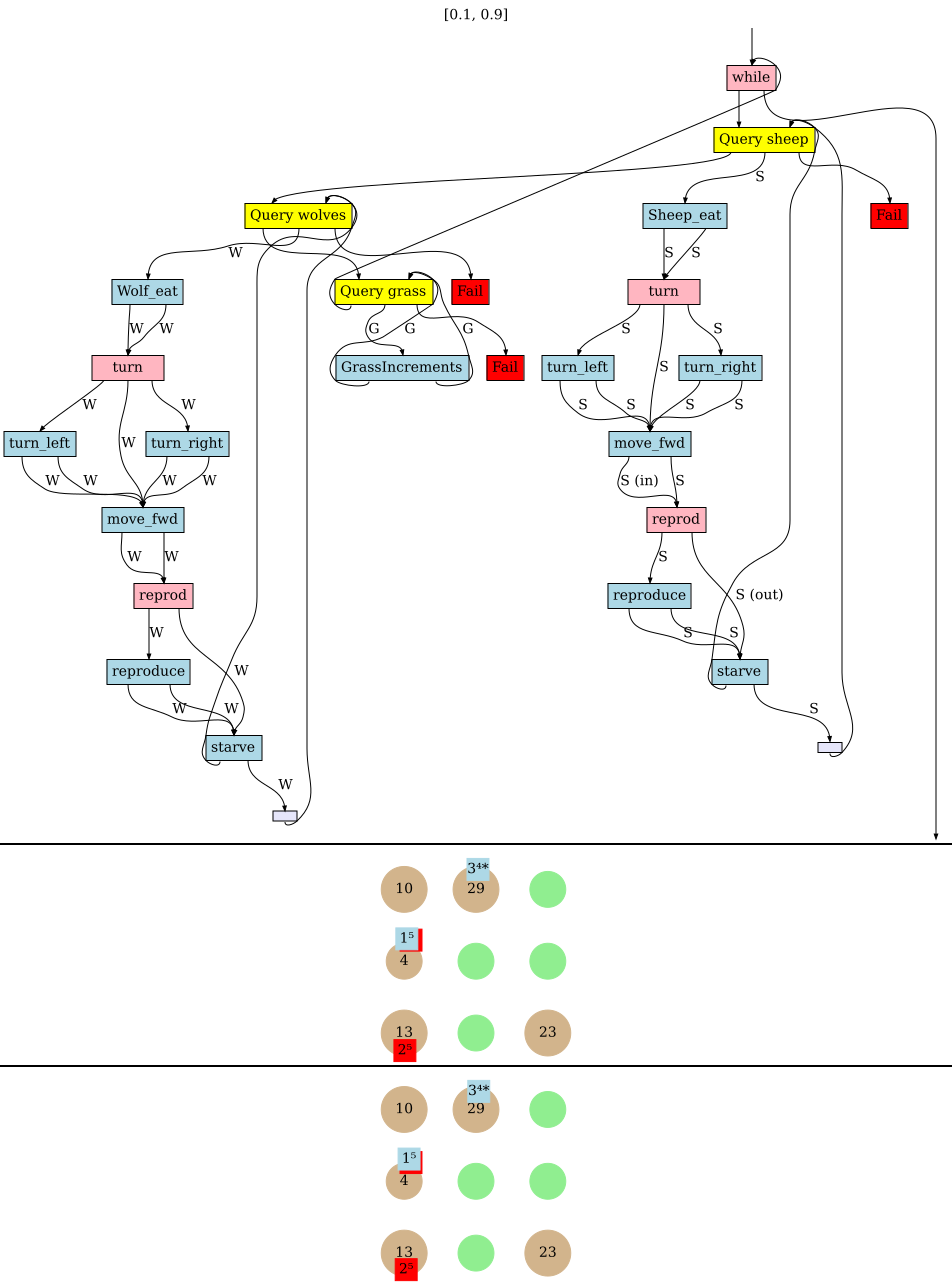 [0.1, 0.9]
while
Query sheep
S
Query wolves
Sheep_eat
Fail
W
S
S
Wolf_eat
Query grass
Fail
turn
W
W
G
G
G
S
S
turn
GrassIncrements
Fail
turn_left
S
turn_right
W
W
S
S
S
S
turn_left
W
turn_right
move_fwd
W
W
W
W
S (in)
S
move_fwd
reprod
W
W
S
reprod
reproduce
S (out)
W
S
S
reproduce
W
starve
W
W
S
starve
W
3⁴*
10
29
1⁵
4
13
23
2⁵
3⁴*
10
29
1⁵
4
13
23
2⁵